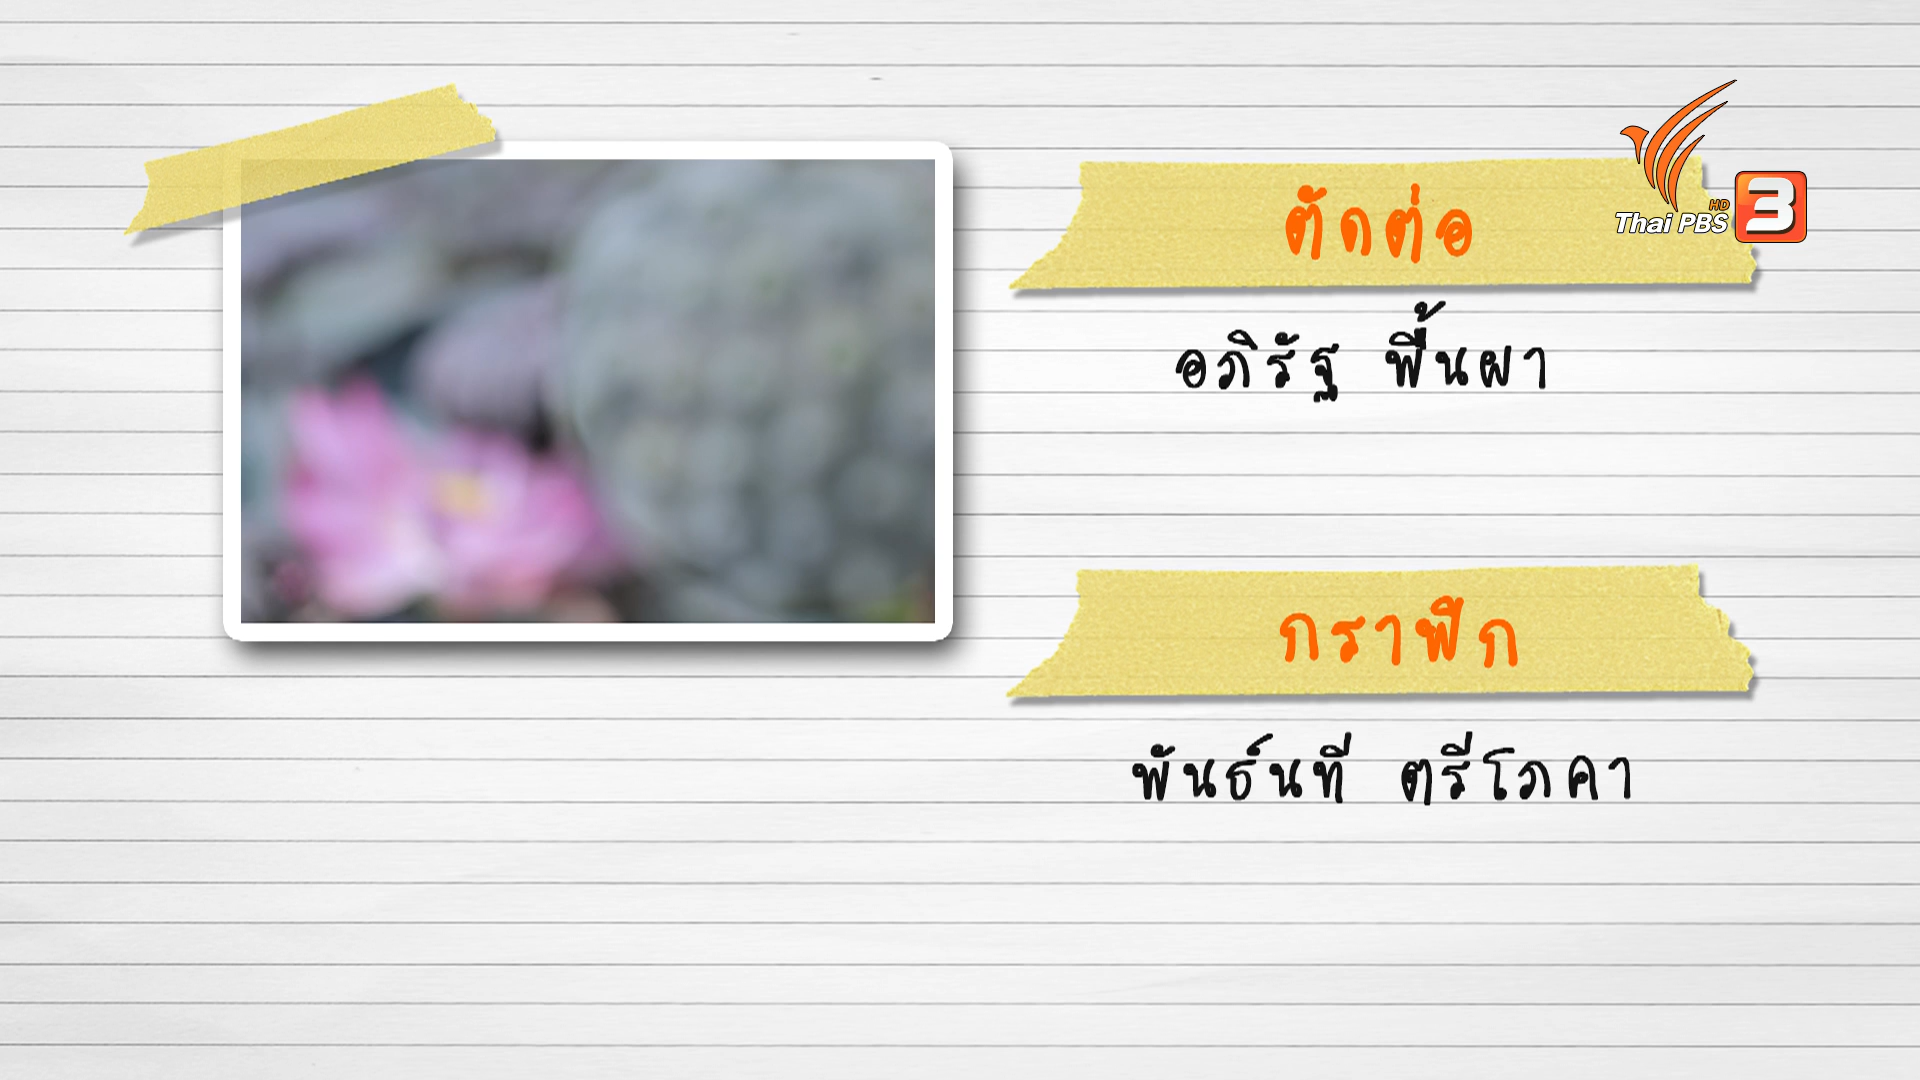 ตัดต่อ
อภิรัฐ พื้นผา
กราฟิก
พันธ์นที ตรีโภคา
HD
Thai PBS 3